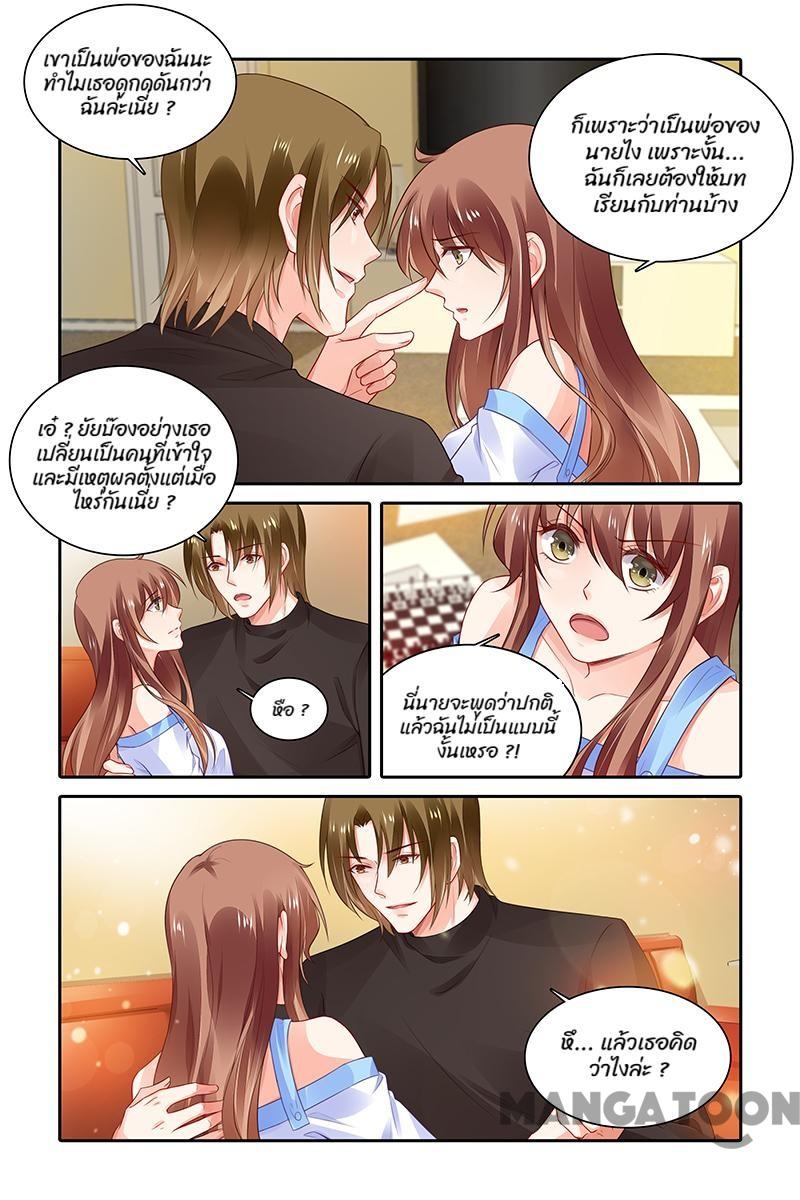 เขาเป็นพ่อของฉันนะ
ทำไมเธอดูกดดันกว่า
ฉันล่ะเนี่ย ?
ก็เพราะว่าเป็นพ่อของ
นายไง เพราะงั้น...
ฉันก็เลยต้องให้บท
เรียนกับท่านบ้าง
เอ๋ ? ยัยบ๊องอย่างเธอ
เปลี่ยนเป็นคนที่เข้าใจ
และมีเหตุผลตั้งแต่เมื่อ
ไหร่กันเนี่ย ?
หือ ?
นี่นายจะพูดว่าปกติ
แล้วฉันไม่เป็นแบบนี้
งั้นเหรอ ?!
หึ... แล้วเธอคิด
ว่าไงล่ะ ?
MANGATOON